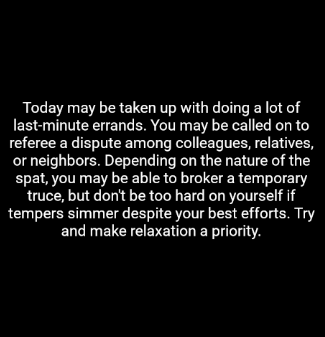 Today may be taken up with doing a lot of
last-minute errands. You may be called on to
referee a dispute among colleagues, relatives,
or neighbors. Depending on the nature of the
spat, you may be able to broker a temporary
truce, but don't be too hard on yourself if
tempers simmer despite your best efforts. Try
and make relaxation a priority.